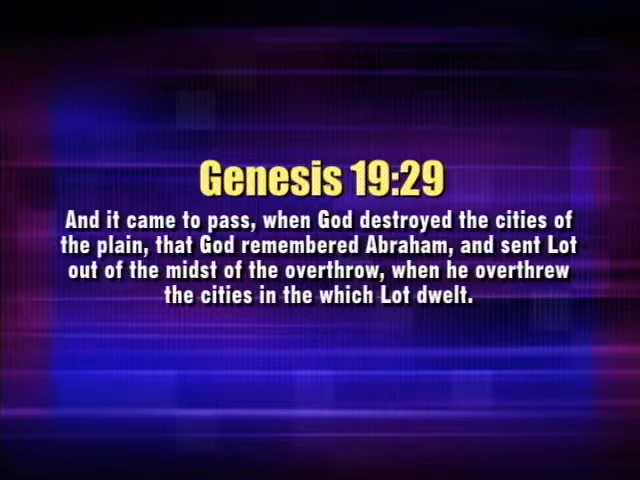 Genesis 19:29
And it came to pass, when God destroyed the cities of
the plain, that God remembered Abraham, and sent Lot
out of the midst of the overthrow, when he overthrew
the cities in the which Lot dwelt.